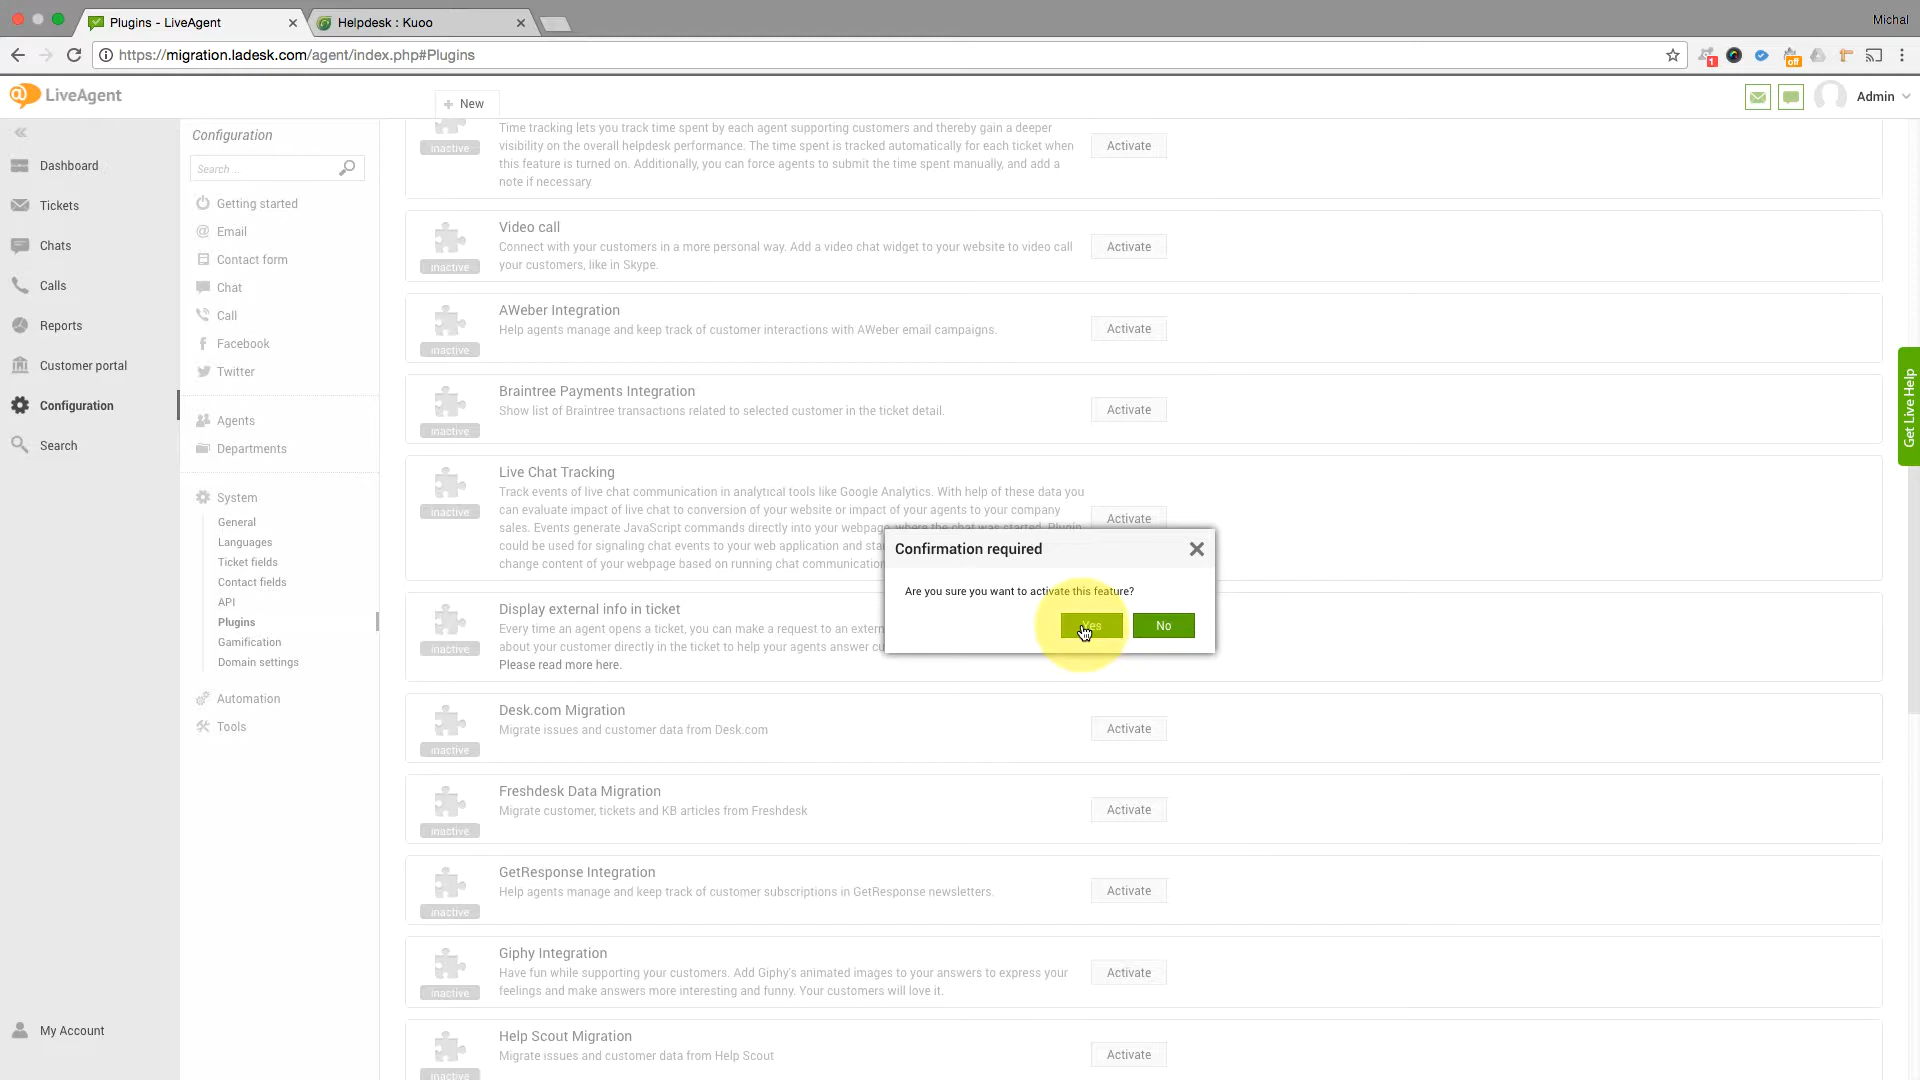 Plugins - LiveAgent
Helpdesk : Kuoo
Michal
https://migration.ladesk.com/agent/index.php#Plugins
1
off
LiveAgent
+ New
Admin
Dashboard
Tickets
Chats
Calls
Reports
Customer portal
Configuration
Search
My Account
Configuration
Search ...
Getting started
Email
Contact form
Chat
Call
Facebook
Twitter
Agents
Departments
System
General
Languages
Ticket fields
Contact fields
API
Plugins
Gamification
Domain settings
Automation
Tools
inactive
Time tracking lets you track time spent by each agent supporting customers and thereby gain a deeper
visibility on the overall helpdesk performance. The time spent is tracked automatically for each ticket when
this feature is turned on. Additionally, you can force agents to submit the time spent manually, and add a
note if necessary
Activate
Video call
Connect with your customers in a more personal way. Add a video chat widget to your website to video call
your customers, like in Skype.
inactive
Activate
AWeber Integration
Help agents manage and keep track of customer interactions with AWeber email campaigns.
inactive
Activate
Braintree Payments Integration
Show list of Braintree transactions related to selected customer in the ticket detail.
inactive
Activate
Live Chat Tracking
Track events of live chat communication in analytical tools like Google Analytics. With help of these data you
can evaluate impact of live chat to conversion of your website or impact of your agents to your company
sales. Events generate JavaScript commands directly into your webpage, where the chat was started. Plugin
could be used for signaling chat events to your web application and
change content of your webpage based on running chat communication
inactive
Activate
Display external info in ticket
Every time an agent opens a ticket, you can make a request to an
about your customer directly in the ticket to help your agents answer
Please read more here.
inactive
Confirmation required
Are you sure you want to activate this feature?
Yes
No
Desk.com Migration
Migrate issues and customer data from Desk.com
inactive
Activate
Freshdesk Data Migration
Migrate customer, tickets and KB articles from Freshdesk
inactive
Activate
GetResponse Integration
Help agents manage and keep track of customer subscriptions in GetResponse newsletters.
inactive
Activate
Giphy Integration
Have fun while supporting your customers. Add Giphy's animated images to your answers to express your
feelings and make answers more interesting and funny. Your customers will love it.
inactive
Activate
Help Scout Migration
Migrate issues and customer data from Help Scout
inactive
Activate
Get Live Help